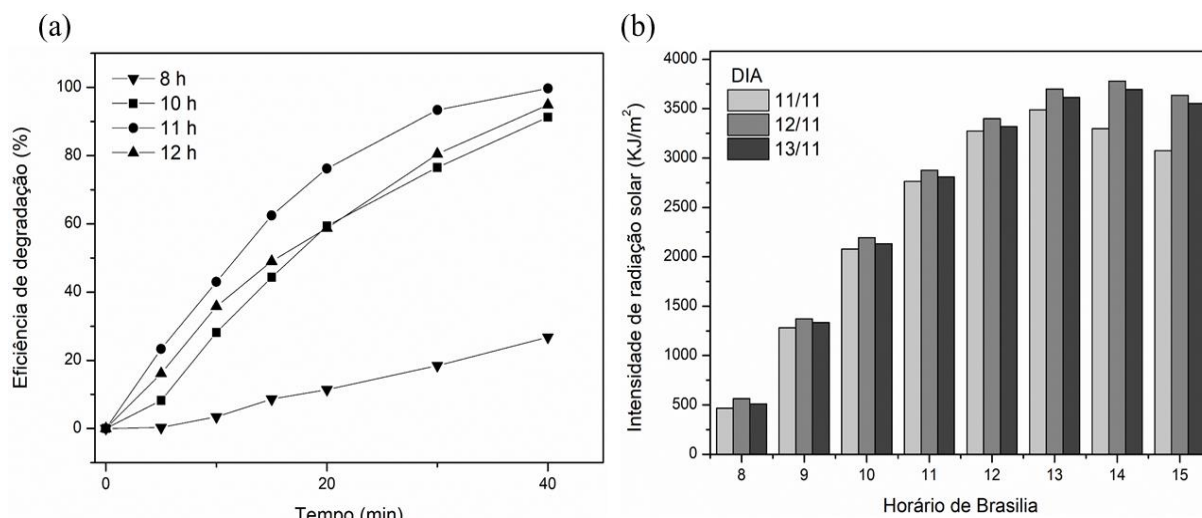 (a)
Eficiência de degradação (%)
100
80
60
40
20
0
8 h
10 h
11 h
12 h
0
20
40
Tempo (min)
(b)
Intensidade de radiação solar (KJ/m²)
4000
3500
3000
2500
2000
1500
1000
500
0
DIA
11/11
12/11
13/11
8
9
10
11
12
13
14
15
Horário de Brasilia